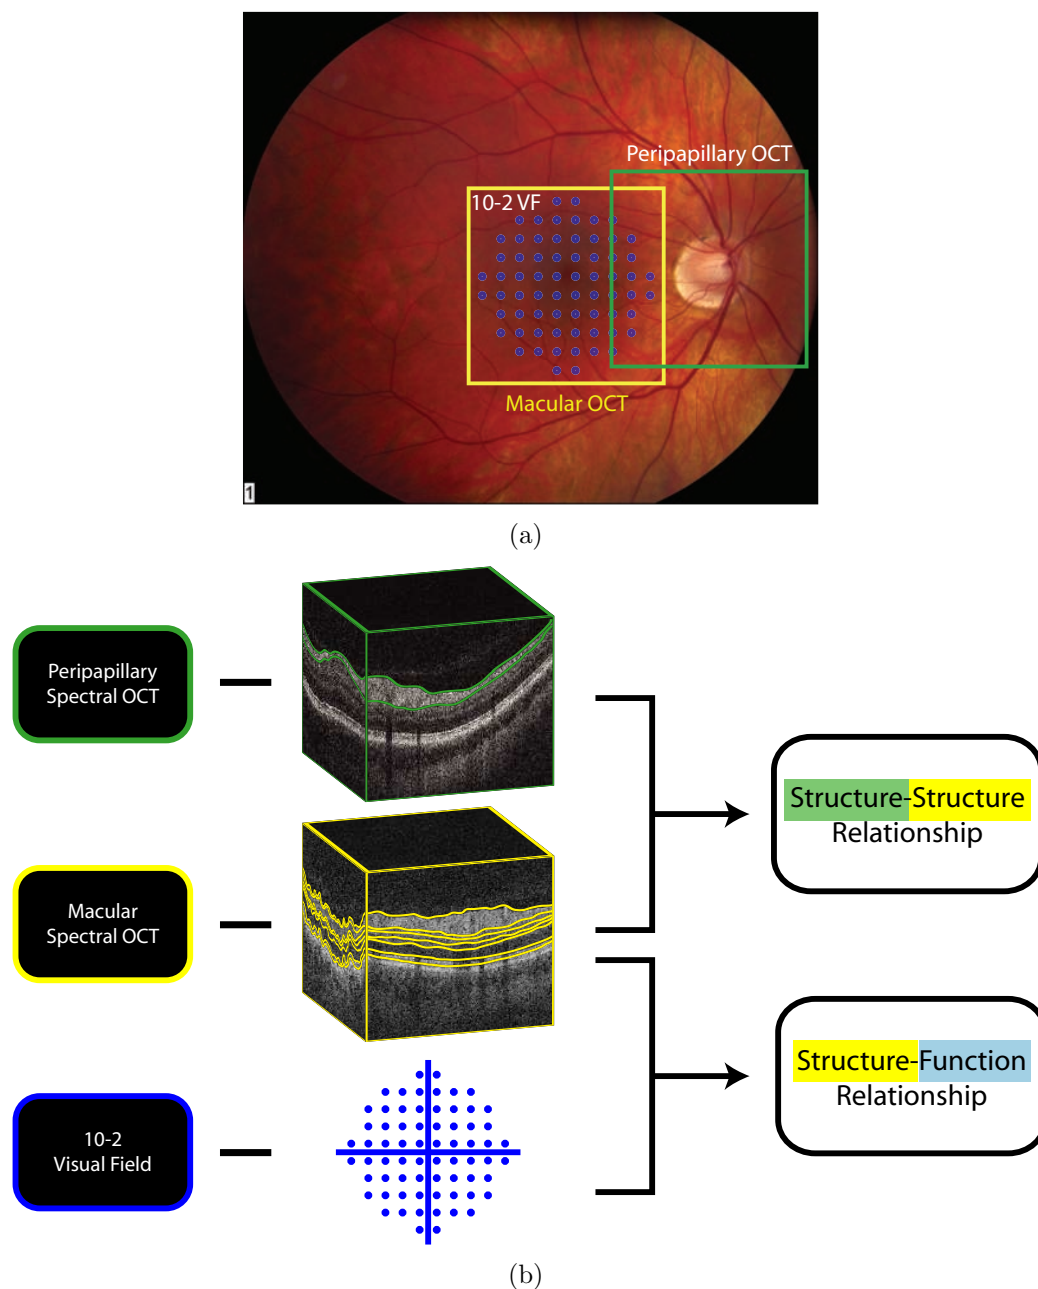 Peripapillary OCT
10-2 VF
Macular OCT
1
(a)
Peripapillary
Spectral OCT
Structure-Structure
Relationship
Macular
Spectral OCT
Structure-Function
Relationship
10-2
Visual Field
(b)